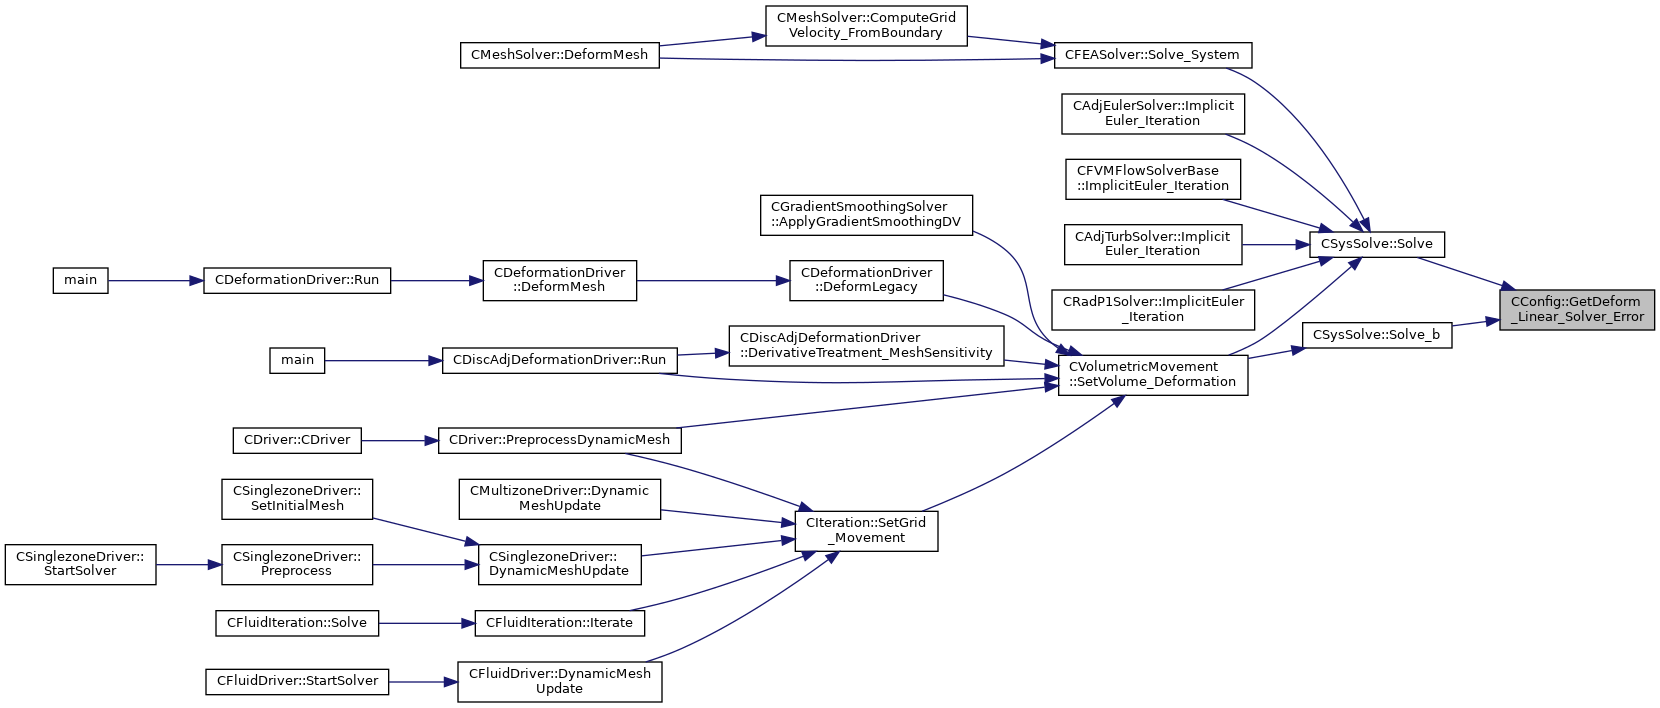 CMeshSolver::ComputeGrid
Velocity_FromBoundary
CMeshSolver::DeformMesh
CFEASolver::Solve_System
CAdjEulerSolver::Implicit
Euler_Iteration
CFVMFlowSolverBase
::ImplicitEuler_Iteration
CGradientSmoothingSolver
::ApplyGradientSmoothingDV
CAdjTurbSolver::Implicit
Euler_Iteration
CSysSolve::Solve
main
CDeformationDriver::Run
CDeformationDriver
::DeformMesh
CDeformationDriver
::DeformLegacy
CRadP1Solver::ImplicitEuler
_Iteration
CConfig::GetDeform
_Linear_Solver_Error
CSysSolve::Solve_b
main
CDiscAdjDeformationDriver::Run
CDiscAdjDeformationDriver
::DerivativeTreatment_MeshSensitivity
CVolumetricMovement
::SetVolume_Deformation
CDriver::CDriver
CDriver::PreprocessDynamicMesh
CSinglezoneDriver::
SetInitialMesh
CMultizoneDriver::Dynamic
MeshUpdate
CIteration::SetGrid
_Movement
CSinglezoneDriver::
StartSolver
CSinglezoneDriver::
Preprocess
CSinglezoneDriver::
DynamicMeshUpdate
CFluidIteration::Solve
CFluidIteration::Iterate
CFluidDriver::StartSolver
CFluidDriver::DynamicMesh
Update